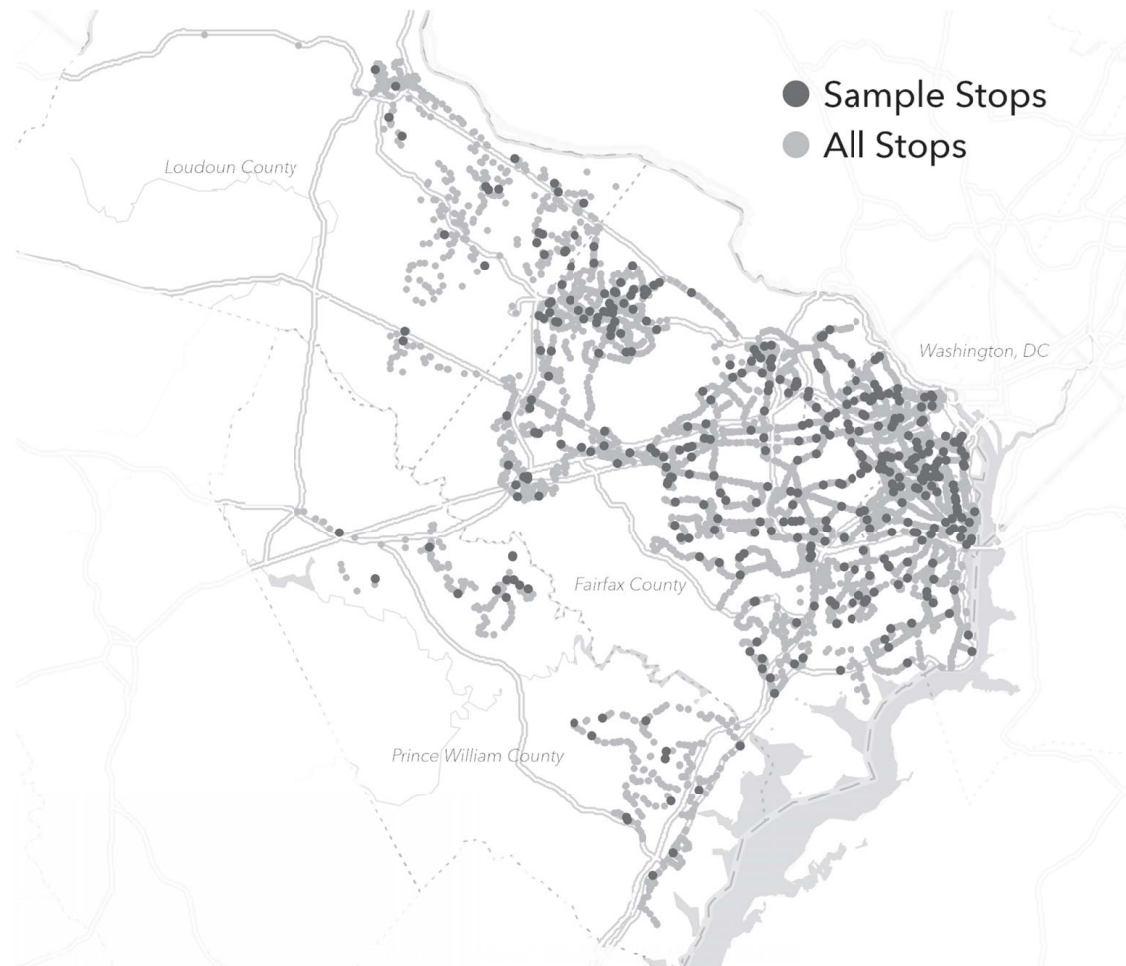 Sample Stops
All Stops
Loudoun County
Washington, DC
Fairfax County
Prince William County